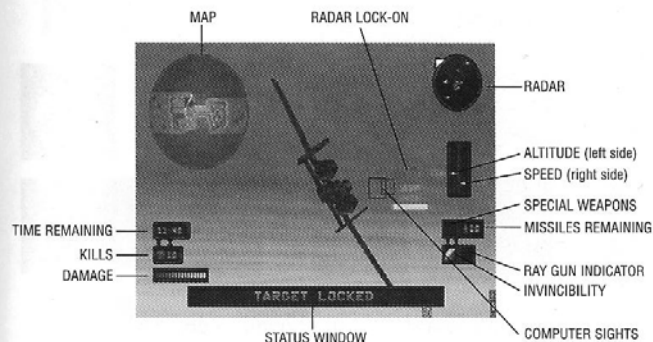 MAP
RADAR LOCK-ON
RADAR
ALTITUDE (left side)
SPEED (right side)
SPECIAL WEAPONS
TIME REMAINING
MISSILES REMAINING
KILLS
RAY GUN INDICATOR
DAMAGE
INVINCIBILITY
TARGET LOCKED
STATUS WINDOW
COMPUTER SIGHTS